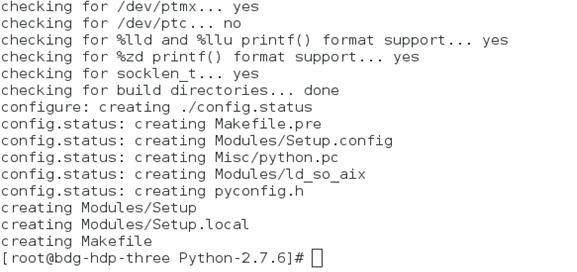 checking for /dev/ptmx... yes
checking for /dev/ptc... no
checking for %lld and %llu printf() format support... yes
checking for %zd printf() format support... yes
checking for socklen_t... yes
checking for build directories... done
configure: creating ./config.status
config.status: creating Makefile.pre
config.status: creating Modules/Setup.config
config.status: creating Misc/python.pc
config.status: creating Modules/ld_so_aix
config.status: creating pyconfig.h
creating Modules/Setup
creating Modules/Setup.local
creating Makefile
[root@bdg-hdp-three Python-2.7.6]#